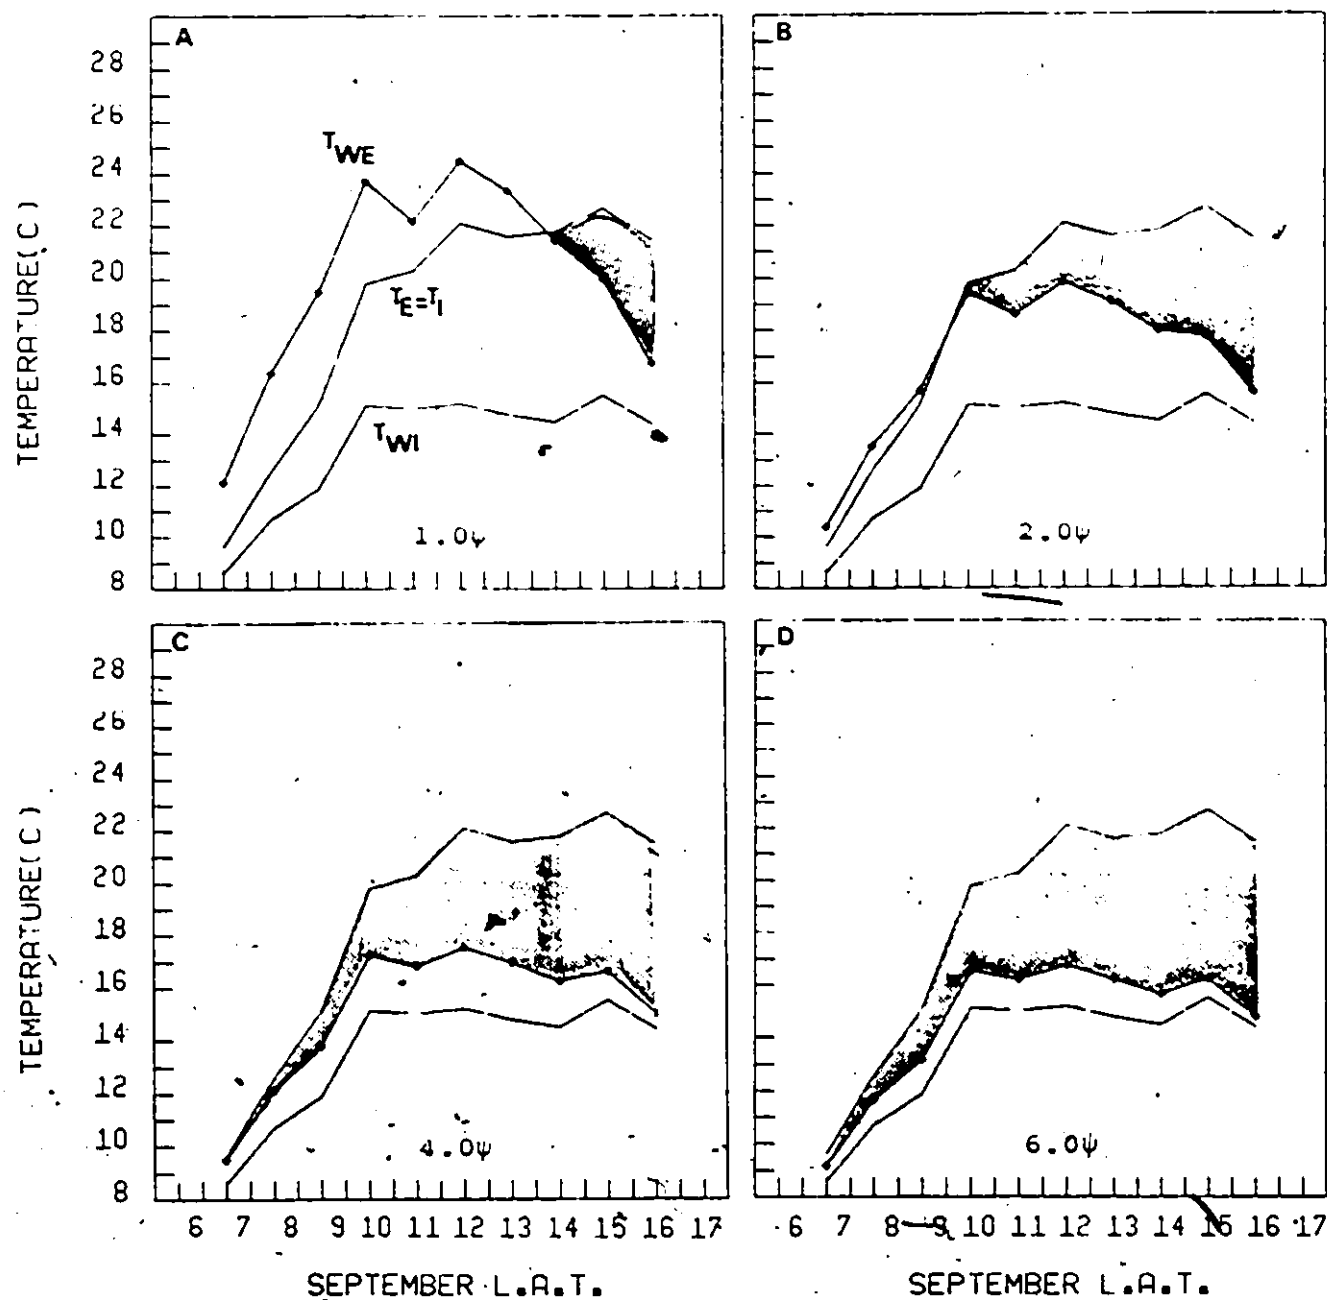 A
B
28
26
24
22
20
18
16
14
12
10
8
TEMPERATURE(C)
TWE
TE=TI
TWI
1.0ψ
2.0ψ
C
D
28
26
24
22
20
18
16
14
12
10
8
TEMPERATURE(C)
4.0ψ
6.0ψ
6 7 8 9 10 11 12 13 14 15 16 17
6 7 8 9 10 11 12 13 14 15 16 17
SEPTEMBER L.A.T.
SEPTEMBER L.A.T.